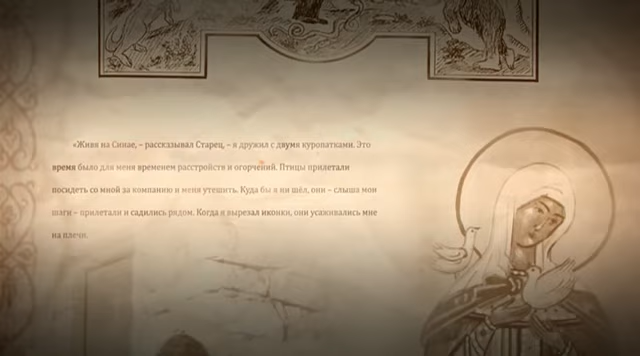 «Живя на Синае, – рассказывал Старец, – я дружил с двумя куропатками. Это
время было для меня временем расстройств и огорчений. Птицы прилетали
посидеть со мной за компанию и меня утешить. Куда бы я ни шёл, они – слыша мои
шаги – прилетали и садились рядом. Когда я вырезал иконки, они усаживались мне
на плечи.